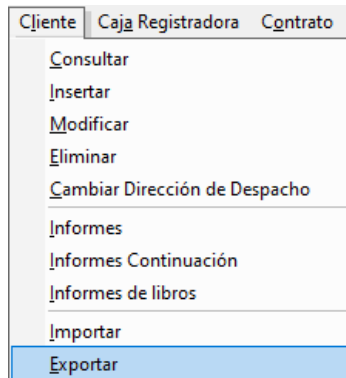 Cliente Caja Registradora Contrato
Consultar
Insertar
Modificar
Eliminar
Cambiar Dirección de Despacho
Informes
Informes Continuación
Informes de libros
Importar
Exportar